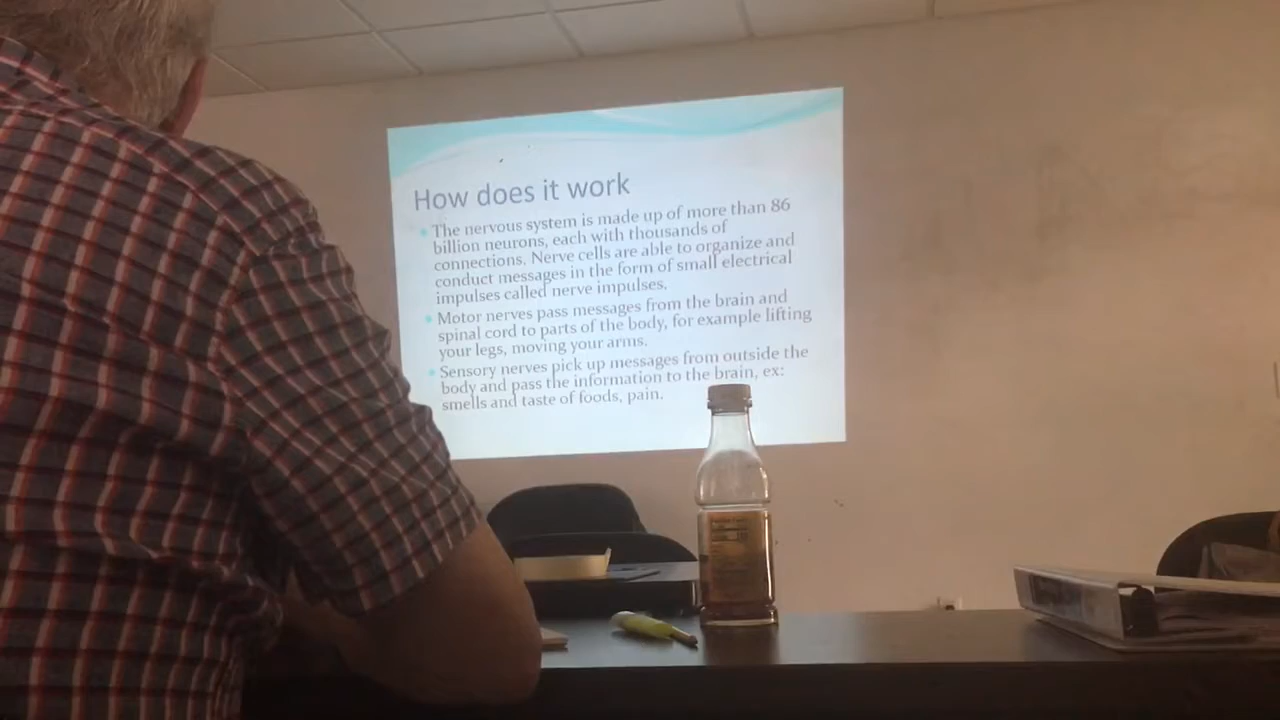 How does it work
The nervous system is made up of more than 86
billion neurons, each with thousands of
connections. Nerve cells are able to organize and
conduct messages in the form of small electrical
impulses called nerve impulses.
Motor nerves pass messages from the brain and
spinal cord to parts of the body, for example lifting
your legs, moving your arms.
Sensory nerves pick up messages from outside the
body and pass the information to the brain, ex:
smells and taste of foods, pain.